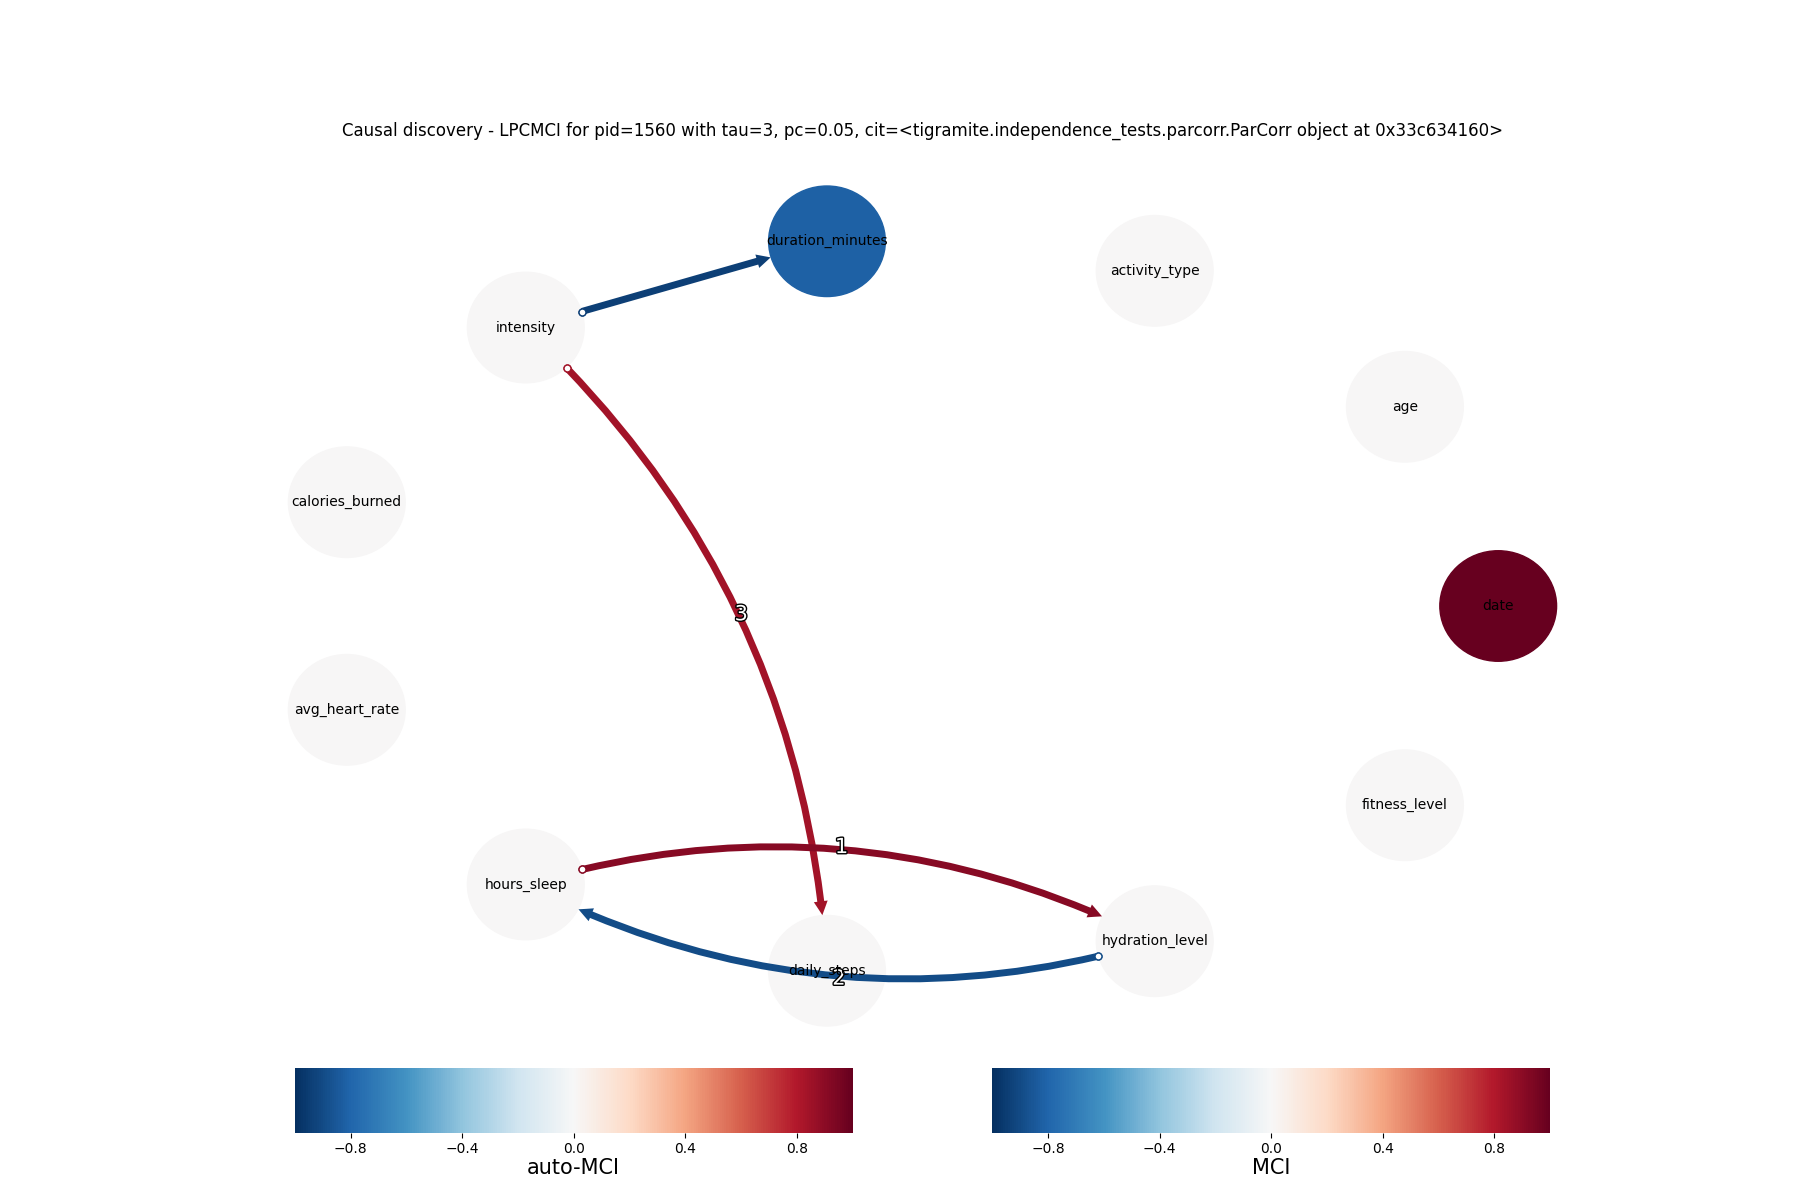 Causal discovery - LPCMCI for pid=1560 with tau=3, pc=0.05, cit=<tigramite.independence_tests.parcorr.ParCorr object at 0x33c634160>
duration_minutes
activity_type
intensity
age
calories_burned
date
3
avg_heart_rate
fitness_level
1
hours_sleep
hydration_level
daily_steps
2
−0.8 −0.4 0.0 0.4 0.8
auto-MCI
−0.8 −0.4 0.0 0.4 0.8
MCI